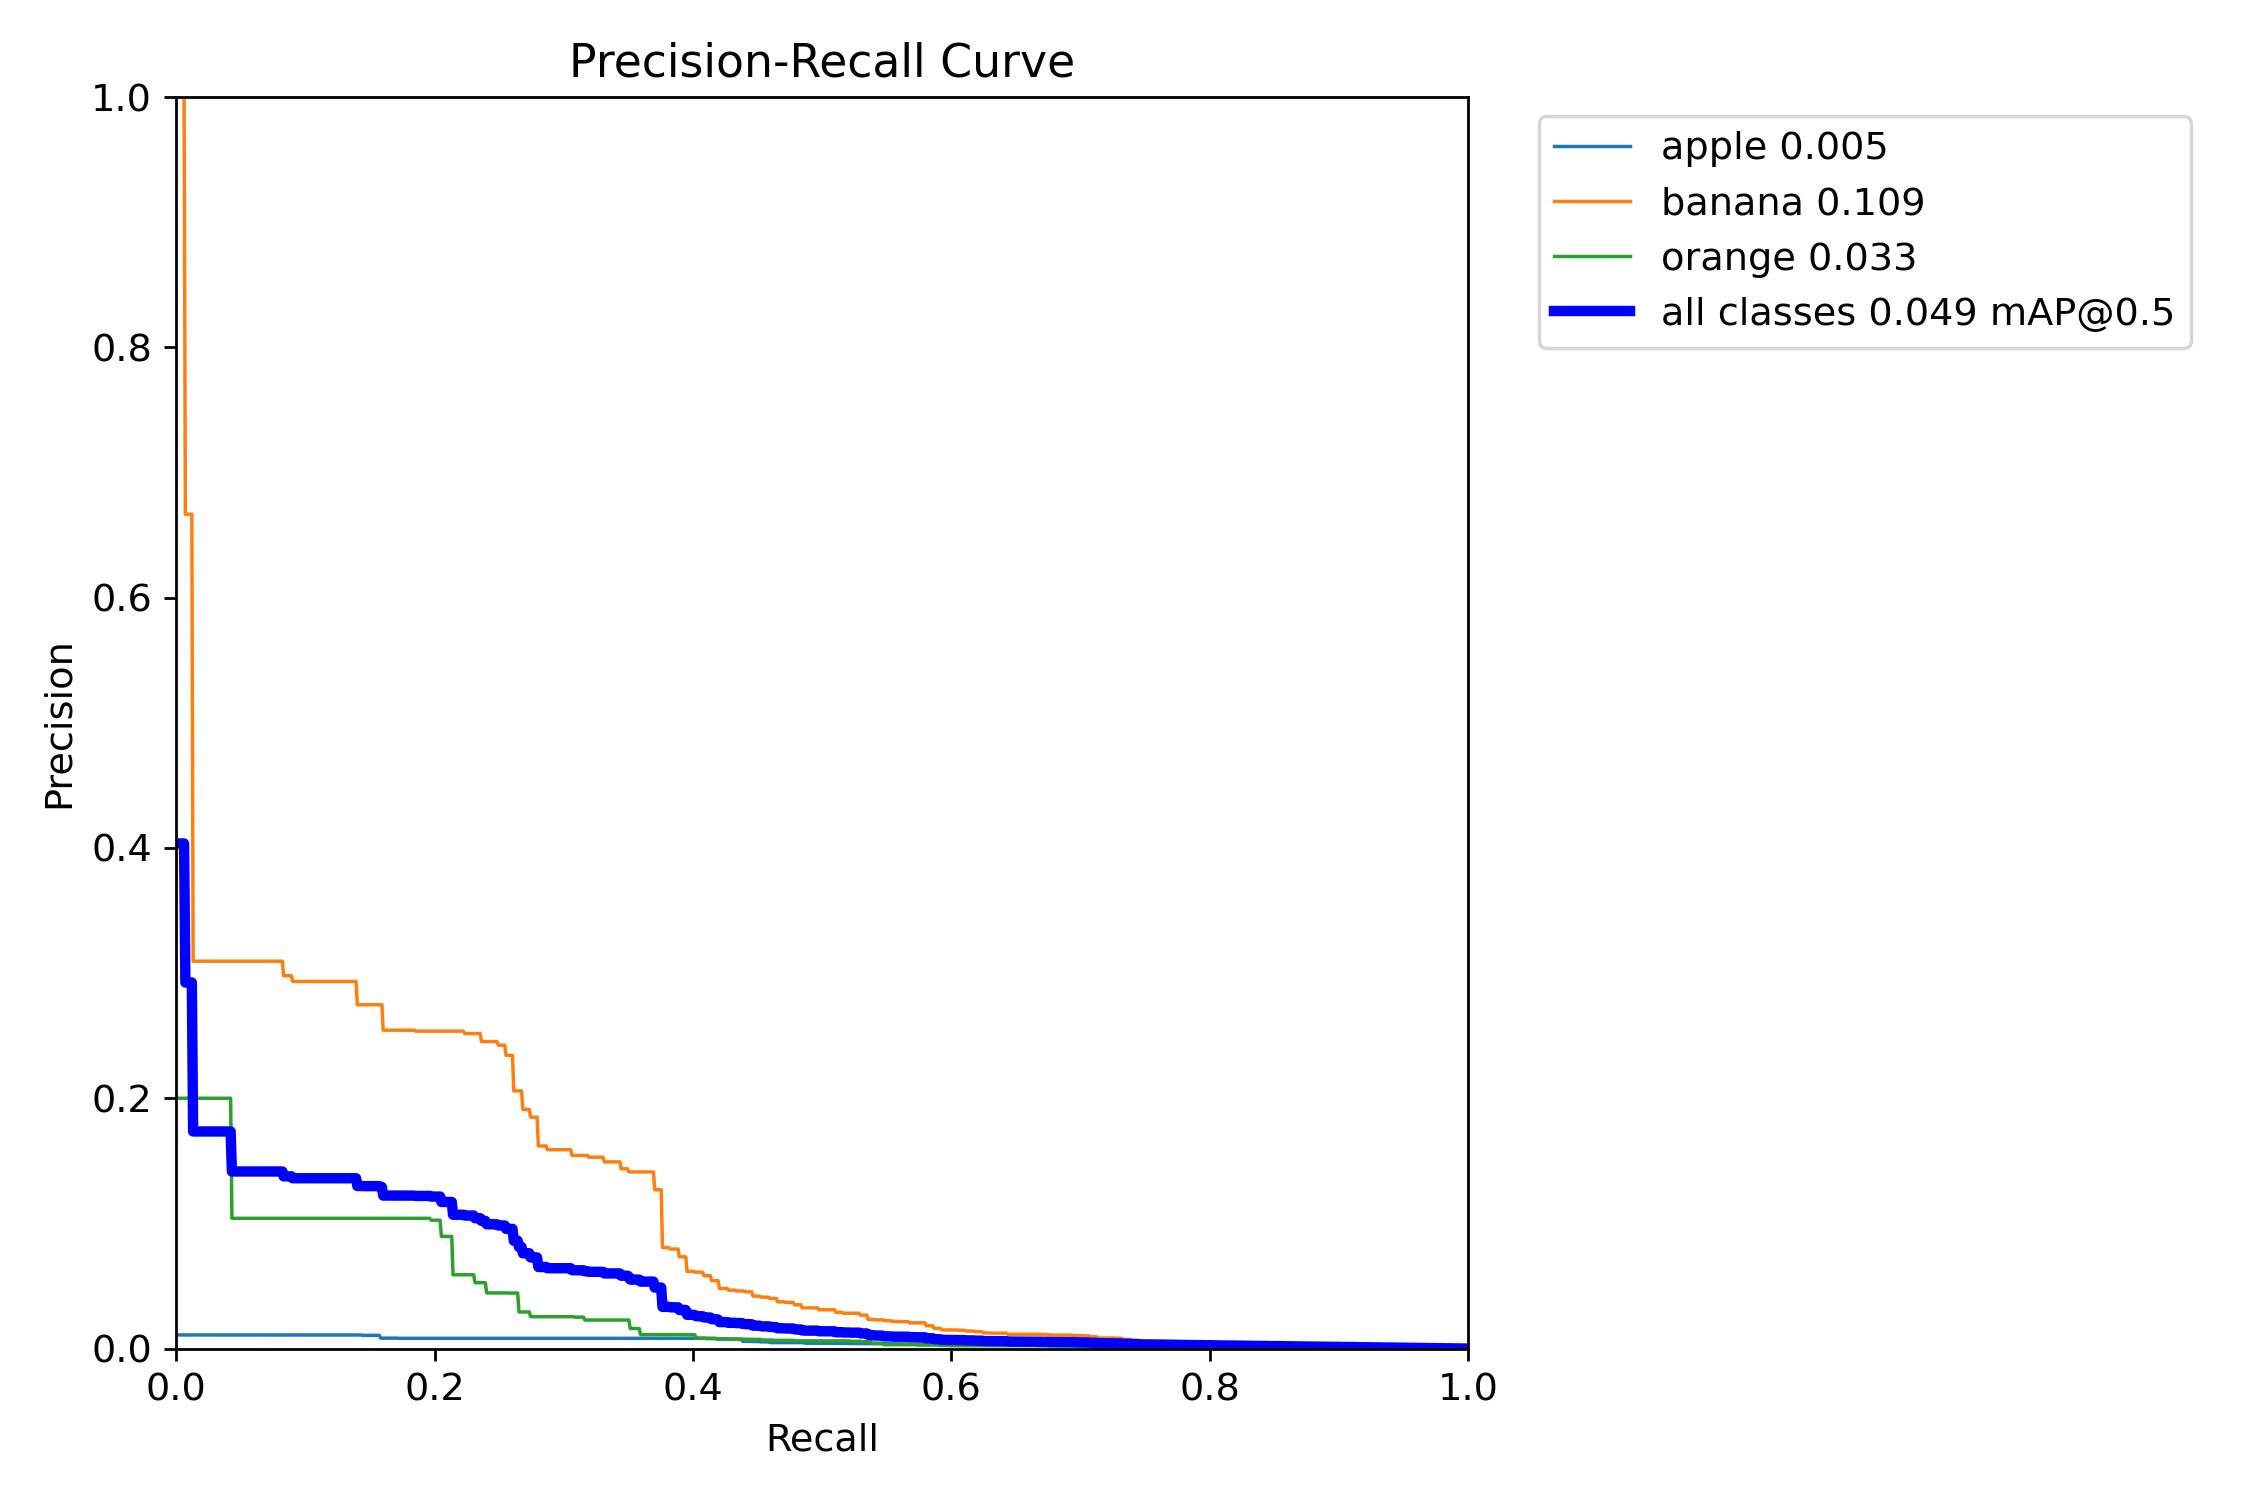 Precision-Recall Curve
1.0
0.8
0.6
0.4
0.2
0.0
Precision
0.0 0.2 0.4 0.6 0.8 1.0
Recall
apple 0.005
banana 0.109
orange 0.033
all classes 0.049 mAP@0.5